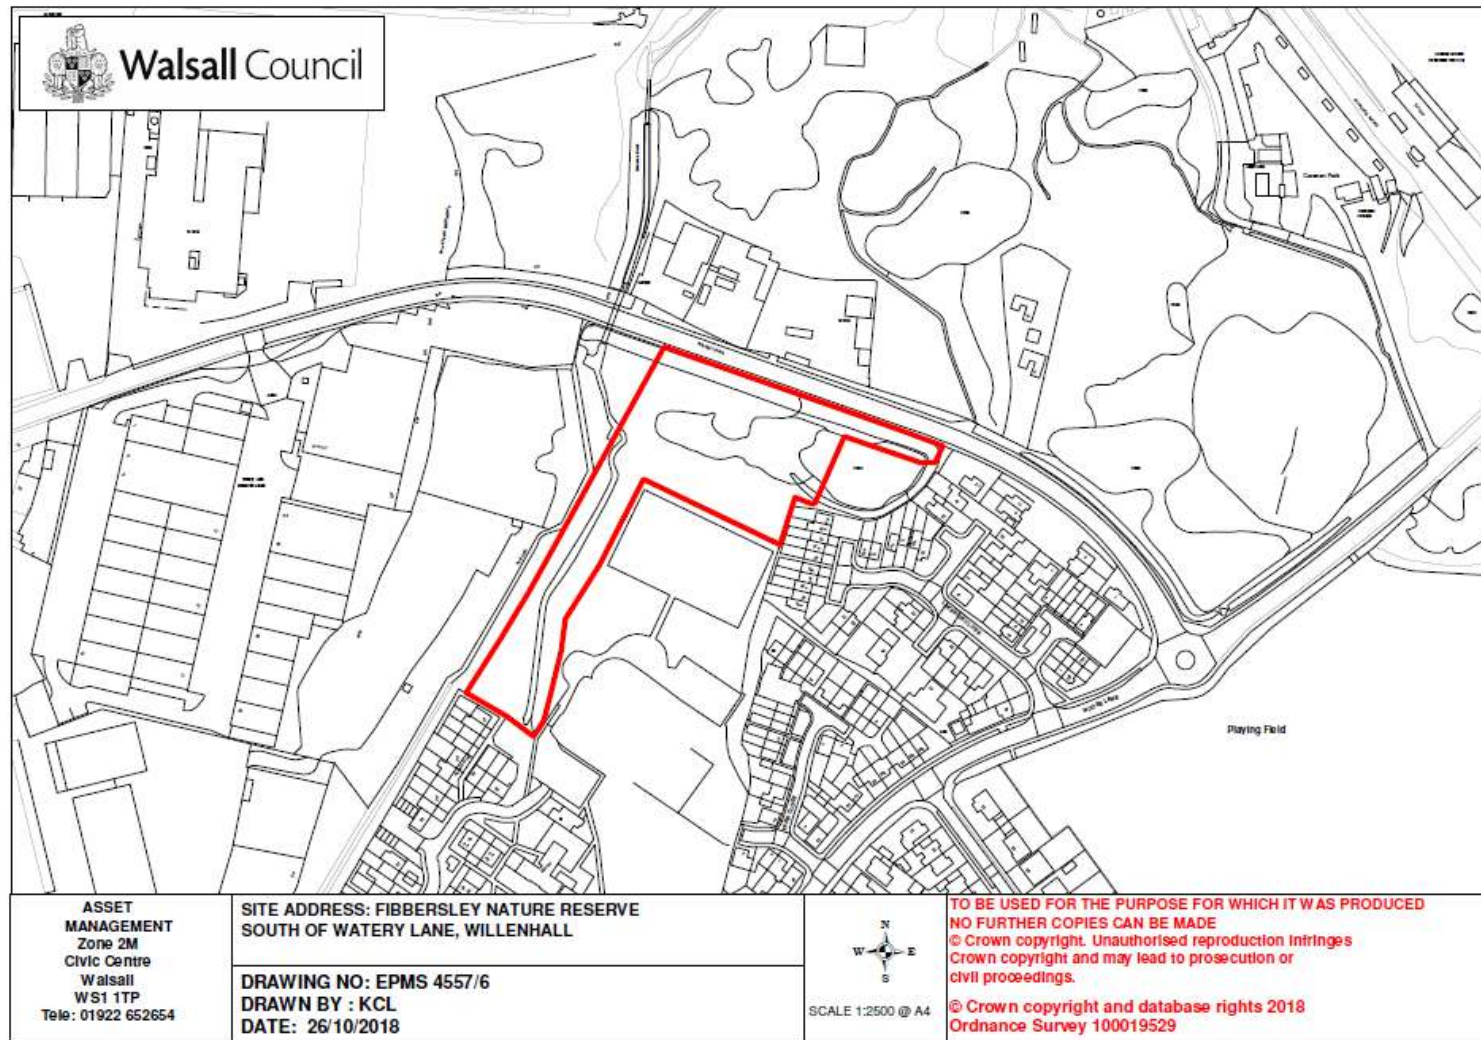 Walsall Council
Caravan Park
Playing Field
ASSET
MANAGEMENT
Zone 2M
Civic Centre
Walsall
WS1 1TP
Tele: 01922 652654
SITE ADDRESS: FIBBERSLEY NATURE RESERVE
SOUTH OF WATERY LANE, WILLENHALL
DRAWING NO: EPMS 4557/6
DRAWN BY : KCL
DATE: 26/10/2018
N
W E
S
SCALE 1:2500 @ A4
TO BE USED FOR THE PURPOSE FOR WHICH IT WAS PRODUCED
NO FURTHER COPIES CAN BE MADE
© Crown copyright. Unauthorised reproduction infringes
Crown copyright and may lead to prosecution or
civil proceedings.
© Crown copyright and database rights 2018
Ordnance Survey 100019529